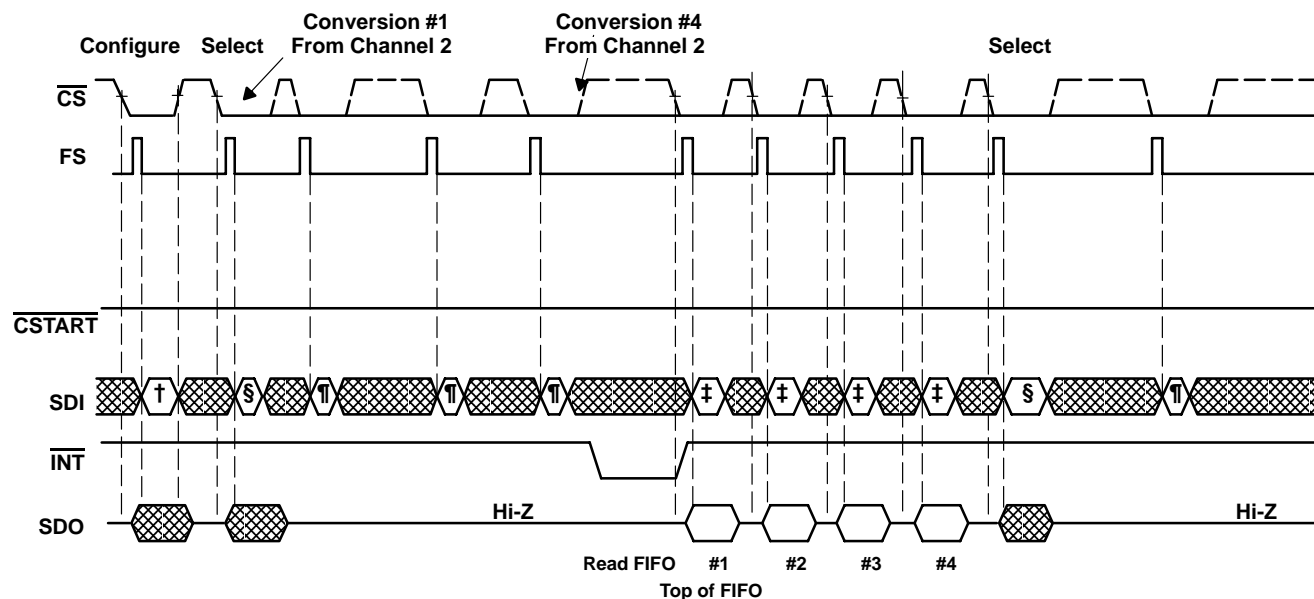 Conversion #1
From Channel 2
Conversion #4
From Channel 2
Configure
Select
Select
CS
FS
CSTART
SDI
†
§
¶
¶
¶
‡
‡
‡
‡
§
¶
INT
SDO
Hi-Z
Hi-Z
Read FIFO
#1
#2
#3
#4
Top of FIFO